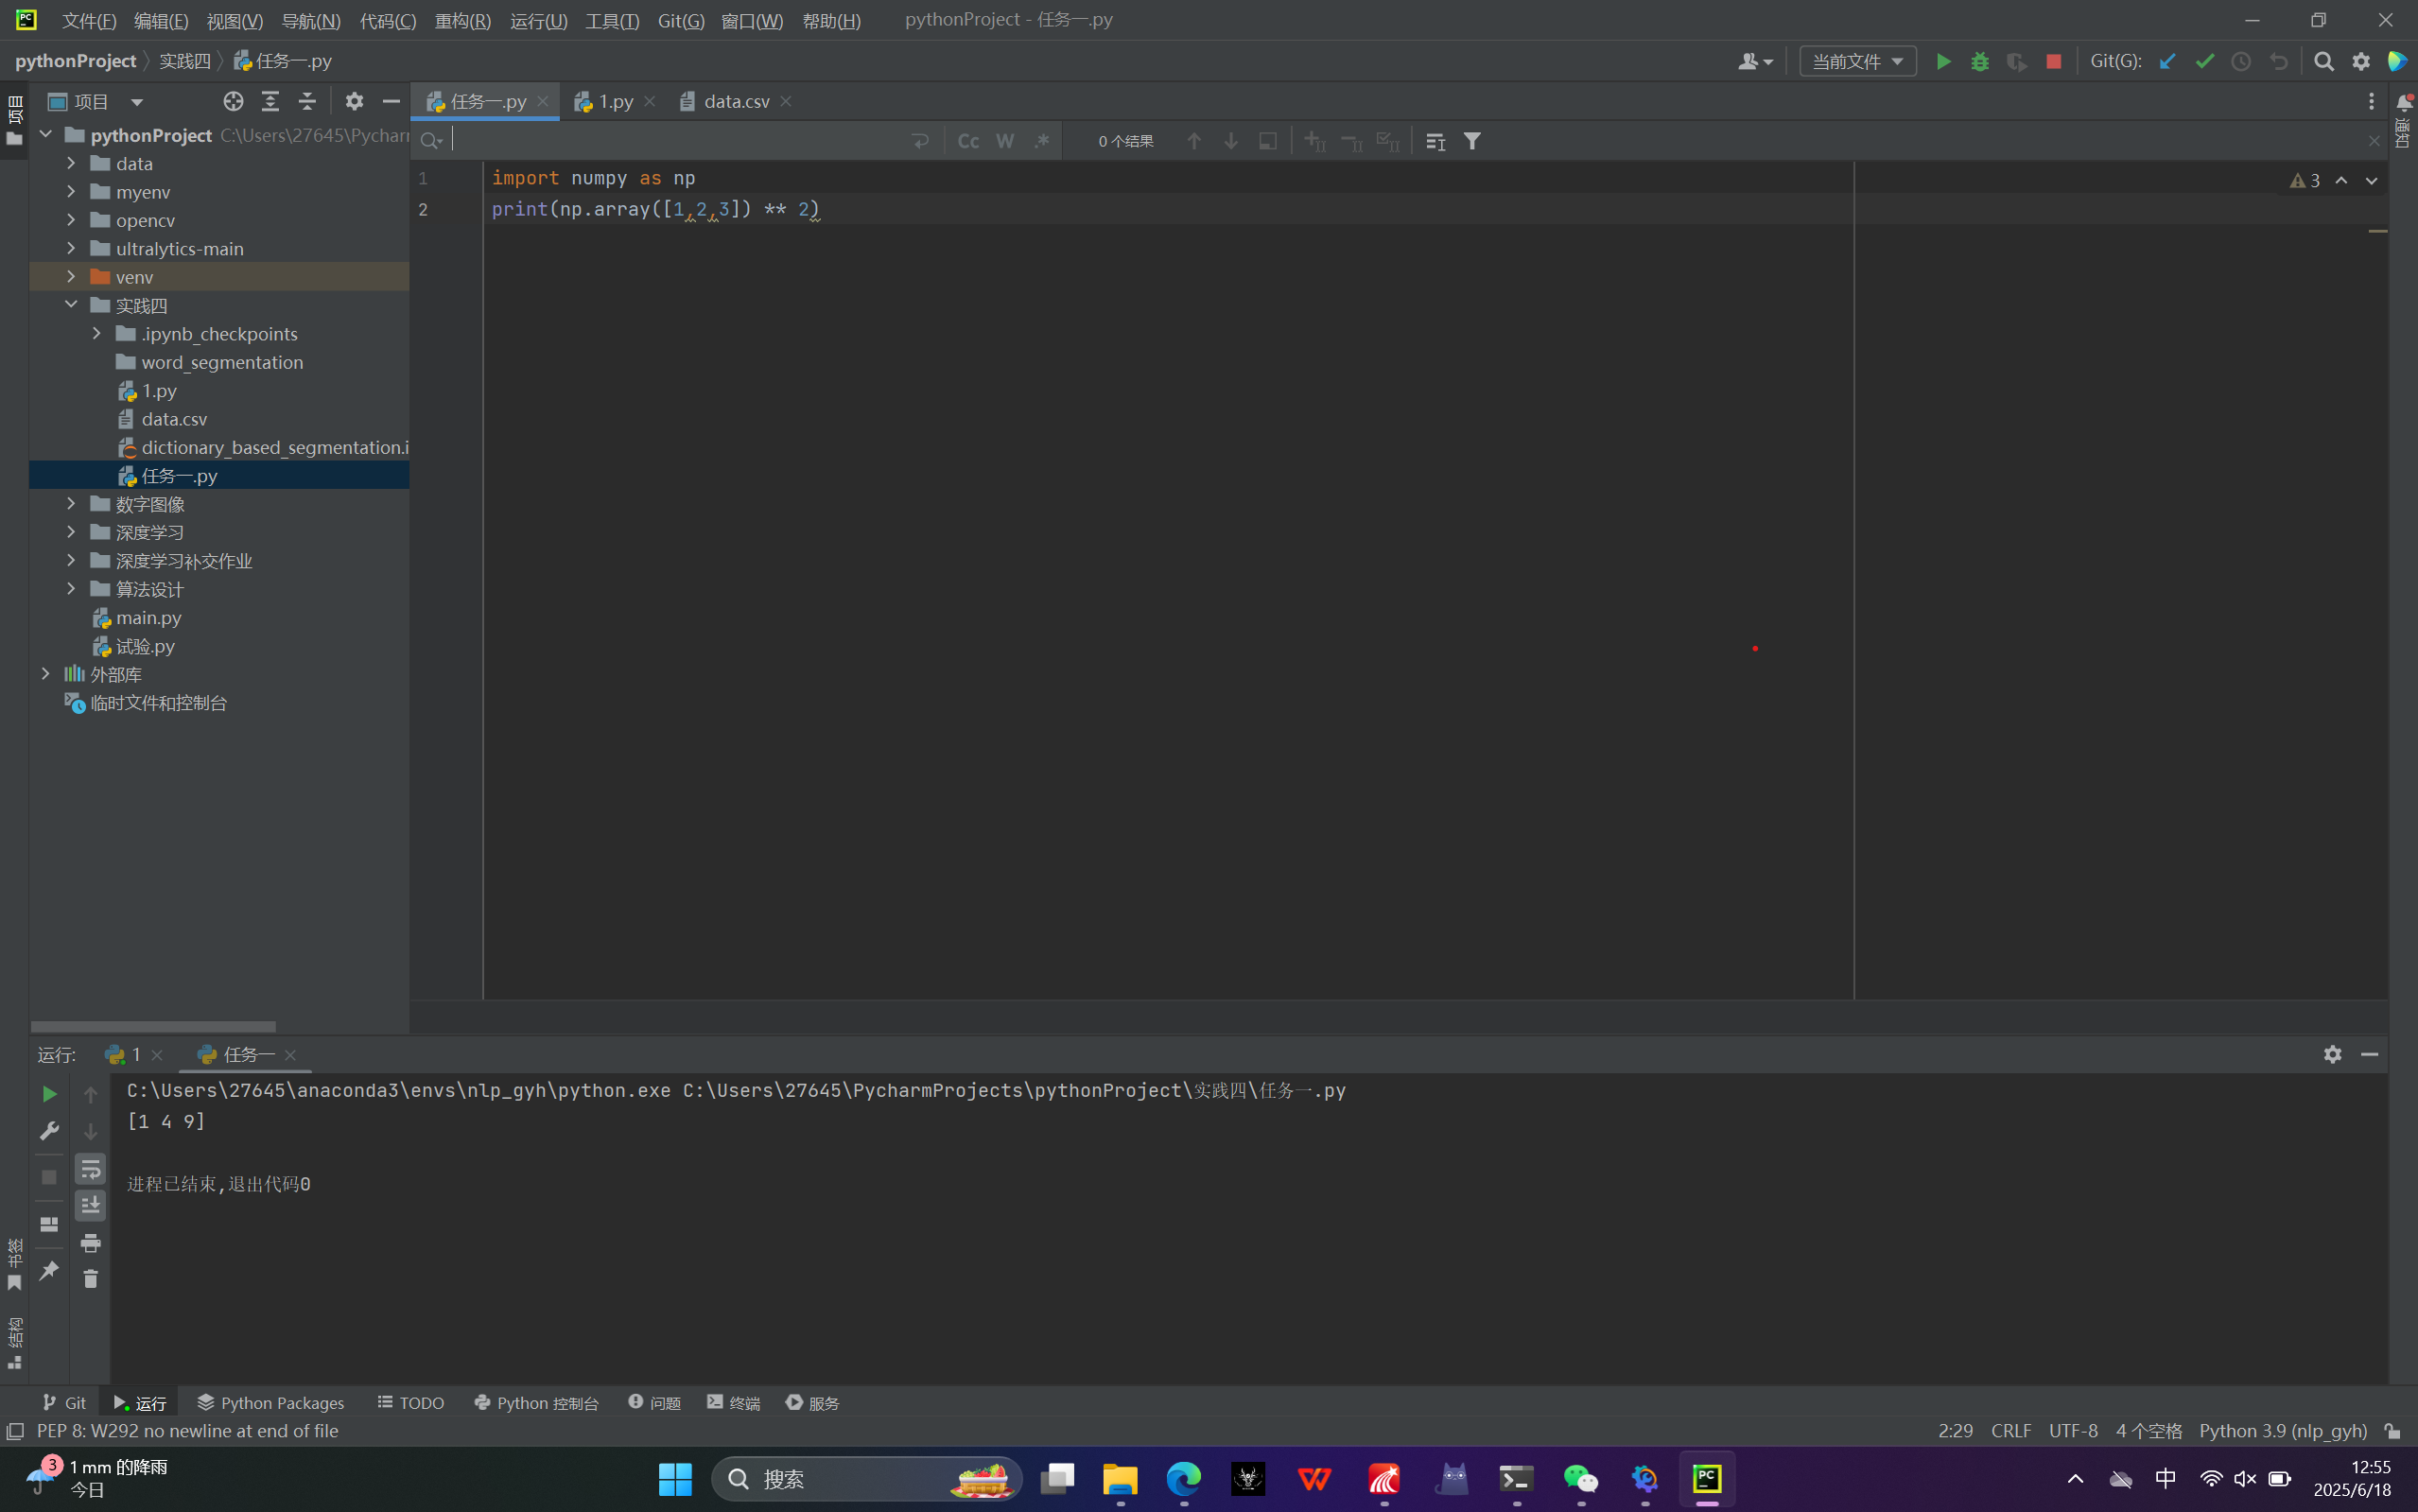 文件(F) 编辑(E) 视图(V) 导航(N) 代码(C) 重构(R) 运行(U) 工具(T) Git(G) 窗口(W) 帮助(H) pythonProject - 任务一.py
pythonProject 实践四 任务一.py 当前文件 Git(G):
项目
项目
任务一.py
1.py
data.csv
通知
Cc W .*
0 个结果
pythonProject C:\Users\27645\Pychar
data
myenv
opencv
ultralytics-main
venv
实践四
.ipynb_checkpoints
word_segmentation
1.py
data.csv
dictionary_based_segmentation.i
任务一.py
数字图像
深度学习
深度学习补交作业
算法设计
main.py
试验.py
外部库
临时文件和控制台
1 import numpy as np
2 print(np.array([1,2,3]) ** 2)
3
运行: 1 任务一
C:\Users\27645\anaconda3\envs\nlp_gyh\python.exe C:\Users\27645\PycharmProjects\pythonProject\实践四\任务一.py
[1 4 9]
进程已结束,退出代码0
书签
结构
Git 运行 Python Packages TODO Python 控制台 问题 终端 服务
PEP 8: W292 no newline at end of file 2:29 CRLF UTF-8 4 个空格 Python 3.9 (nlp_gyh)
3
1 mm 的降雨
今日
搜索
PC
中
12:55
2025/6/18